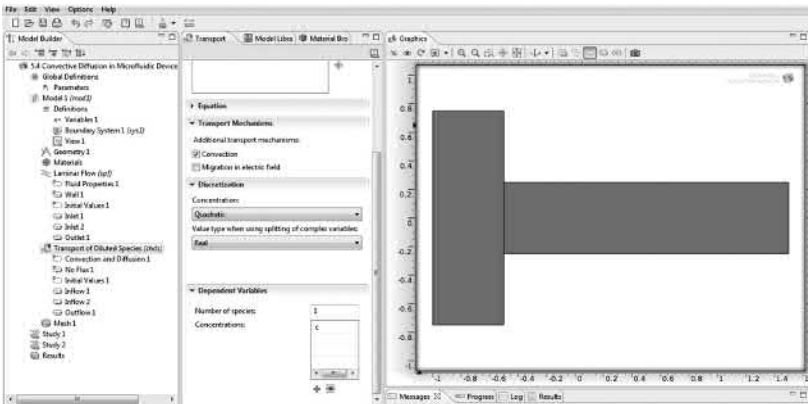 File Edit View Options Help
Model Builder
5.4 Convective Diffusion in Microfluidic Device
Global Definitions
Parameters
Model 1 (mod1)
Definitions
Variables 1
Boundary System 1 (sys1)
View 1
Geometry 1
Materials
Laminar Flow (spf)
Fluid Properties 1
Wall 1
Initial Values 1
Inlet 1
Inlet 2
Outlet 1
Transport of Diluted Species (chds)
Convection and Diffusion 1
No Flux 1
Initial Values 1
Inflow 1
Inflow 2
Outflow 1
Mesh 1
Study 1
Study 2
Results
Transport Model Libra Material Bro
Equation
Transport Mechanisms
Additional transport mechanisms:
Convection
Migration in electric field
Discretization
Concentration:
Quadratic
Value type when using splitting of complex variables:
Real
Dependent Variables
Number of species: 1
Concentrations: c
Graphics
1
0.8
0.6
0.4
0.2
0
-0.2
-0.4
-0.6
-0.8
-1
-1 -0.8 -0.6 -0.4 -0.2 0 0.2 0.4 0.6 0.8 1 1.2 1.4
Messages Progress Log Results